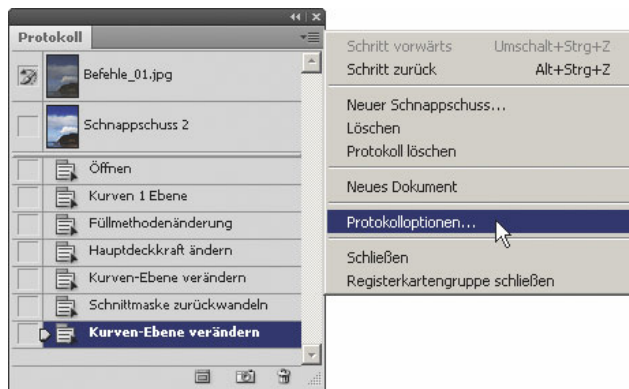 Protokoll
Befehle_01.jpg
Schnappschuss 2
Öffnen
Kurven 1 Ebene
Füllmethodenänderung
Hauptdeckkraft ändern
Kurven-Ebene verändern
Schnittmaske zurückwandeln
Kurven-Ebene verändern
Schritt vorwärts Umschalt+Strg+Z
Schritt zurück Alt+Strg+Z
Neuer Schnappschuss...
Löschen
Protokoll löschen
Neues Dokument
Protokolloptionen...
Schließen
Registerkartengruppe schließen